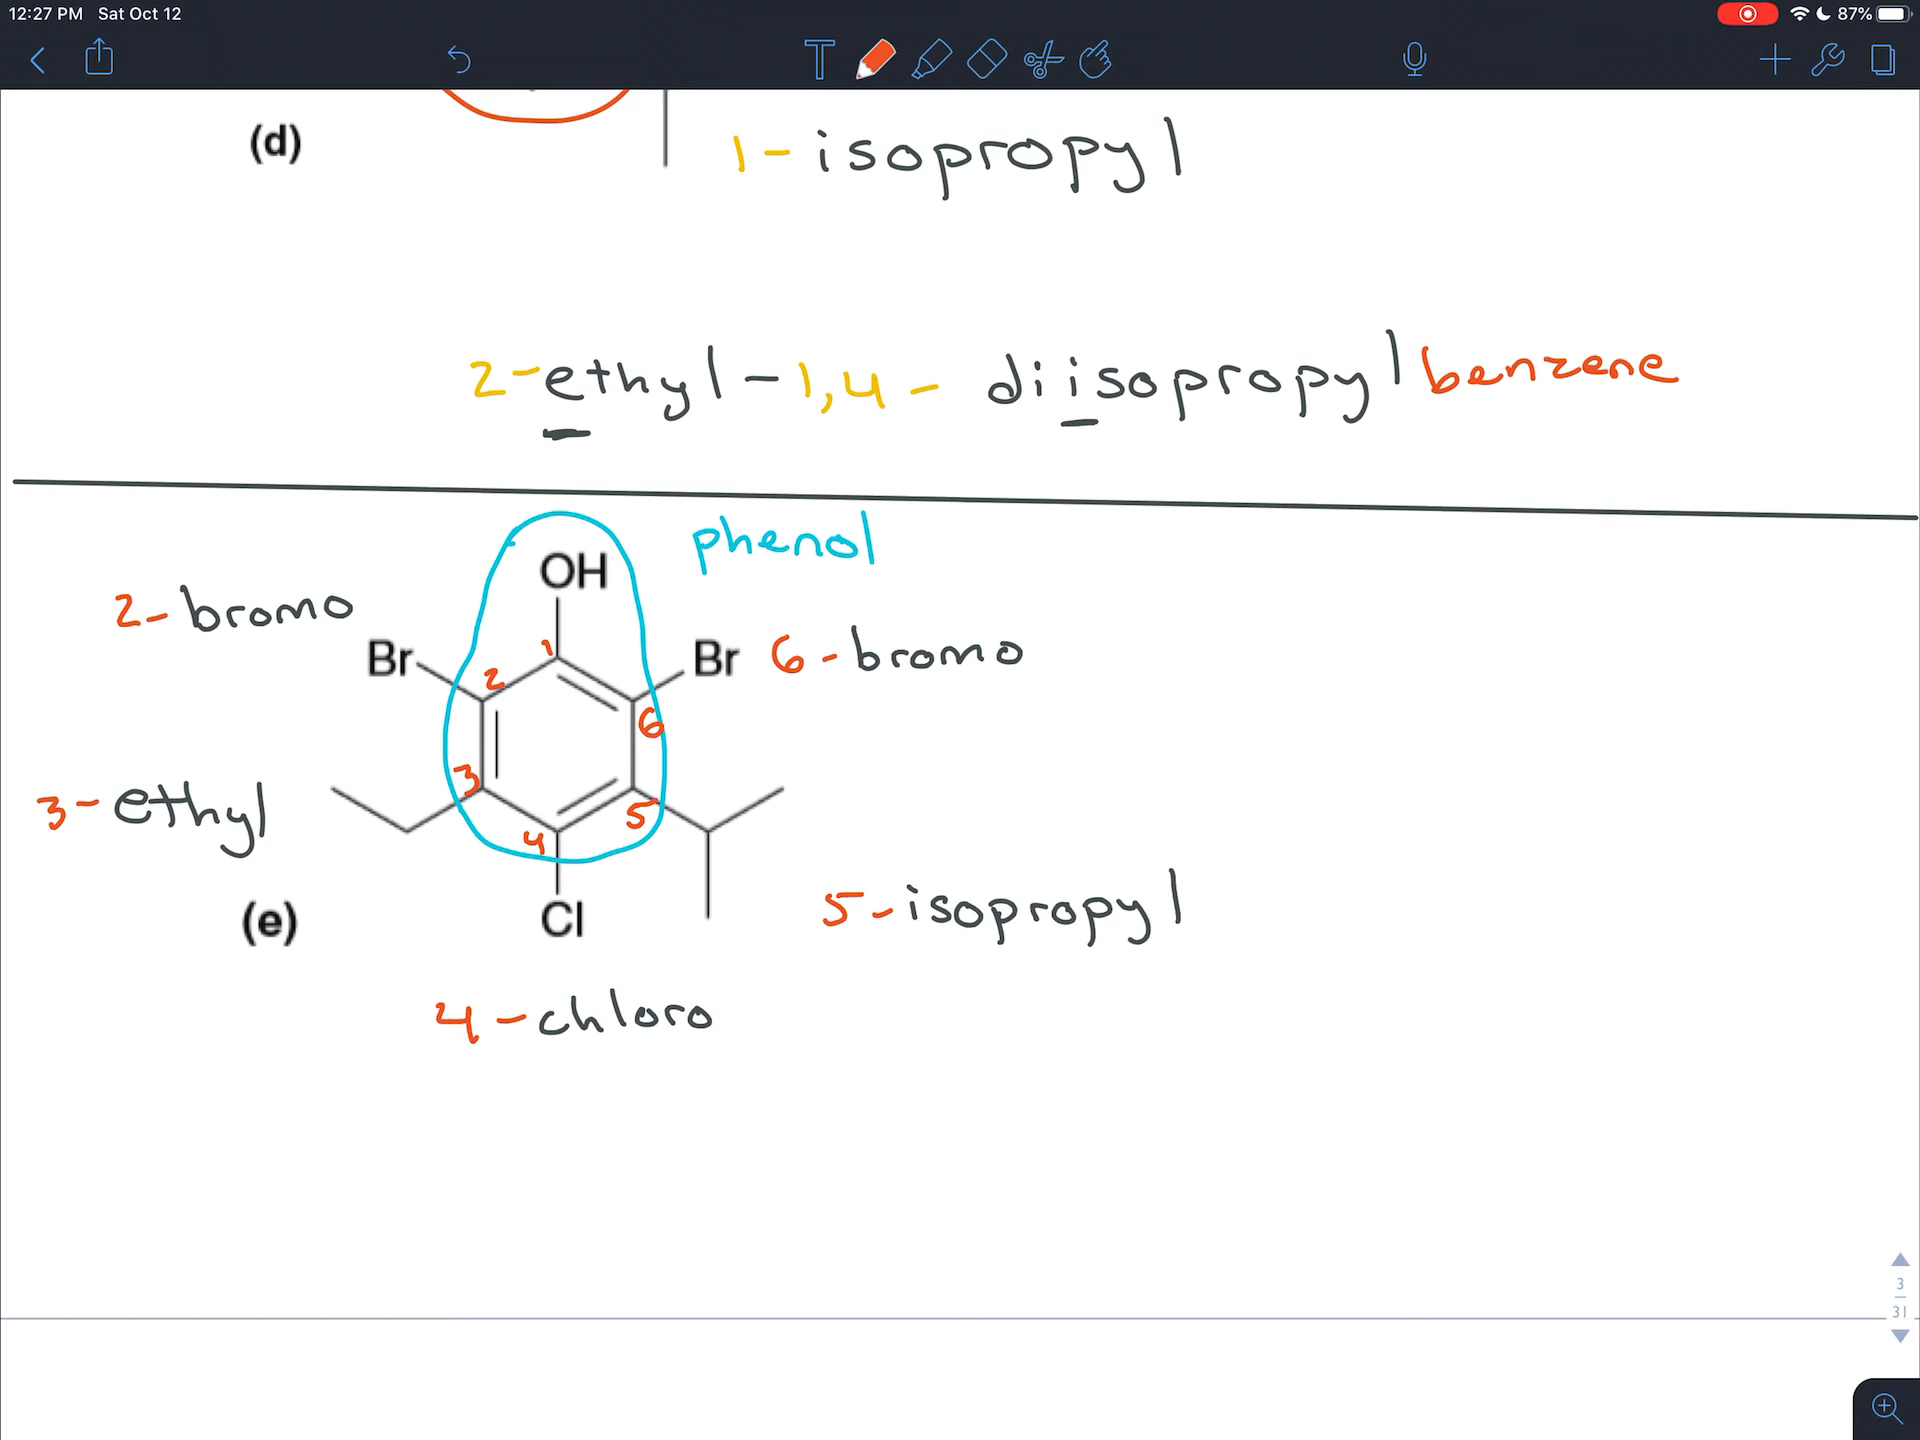 12:27 PM Sat Oct 12
87%
T
(d)
1-isopropyl
2-ethyl-1,4-diisopropylbenzene
phenol
OH
2-bromo
Br
1
Br
6-bromo
2
6
3-ethyl
3
5
4
(e)
Cl
5-isopropyl
4-chloro
3
31